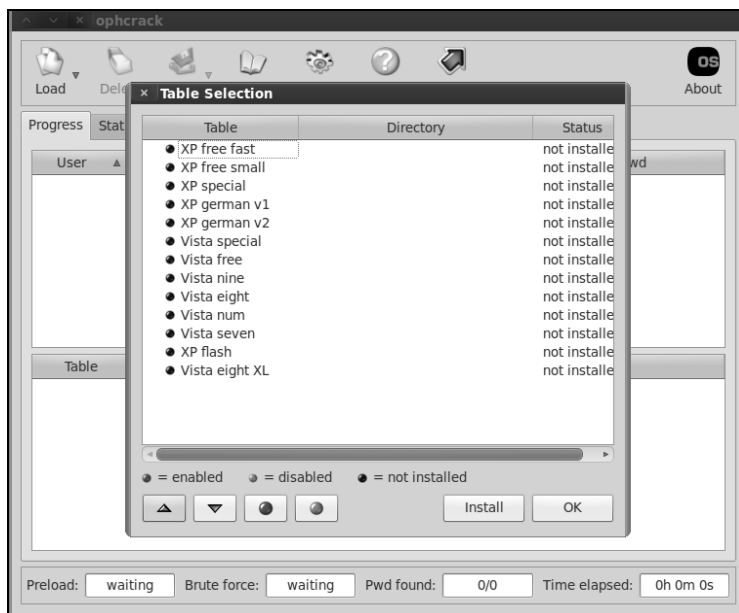 ophcrack
Load
Dele
OS
About
Table Selection
Progress
Stat
Table
Directory
Status
User
wd
XP free fast
not installe
XP free small
not installe
XP special
not installe
XP german v1
not installe
XP german v2
not installe
Vista special
not installe
Vista free
not installe
Vista nine
not installe
Vista eight
not installe
Vista num
not installe
Vista seven
not installe
XP flash
not installe
Vista eight XL
not installe
Table
= enabled
= disabled
= not installed
Install
OK
Preload:
waiting
Brute force:
waiting
Pwd found:
0/0
Time elapsed:
0h 0m 0s